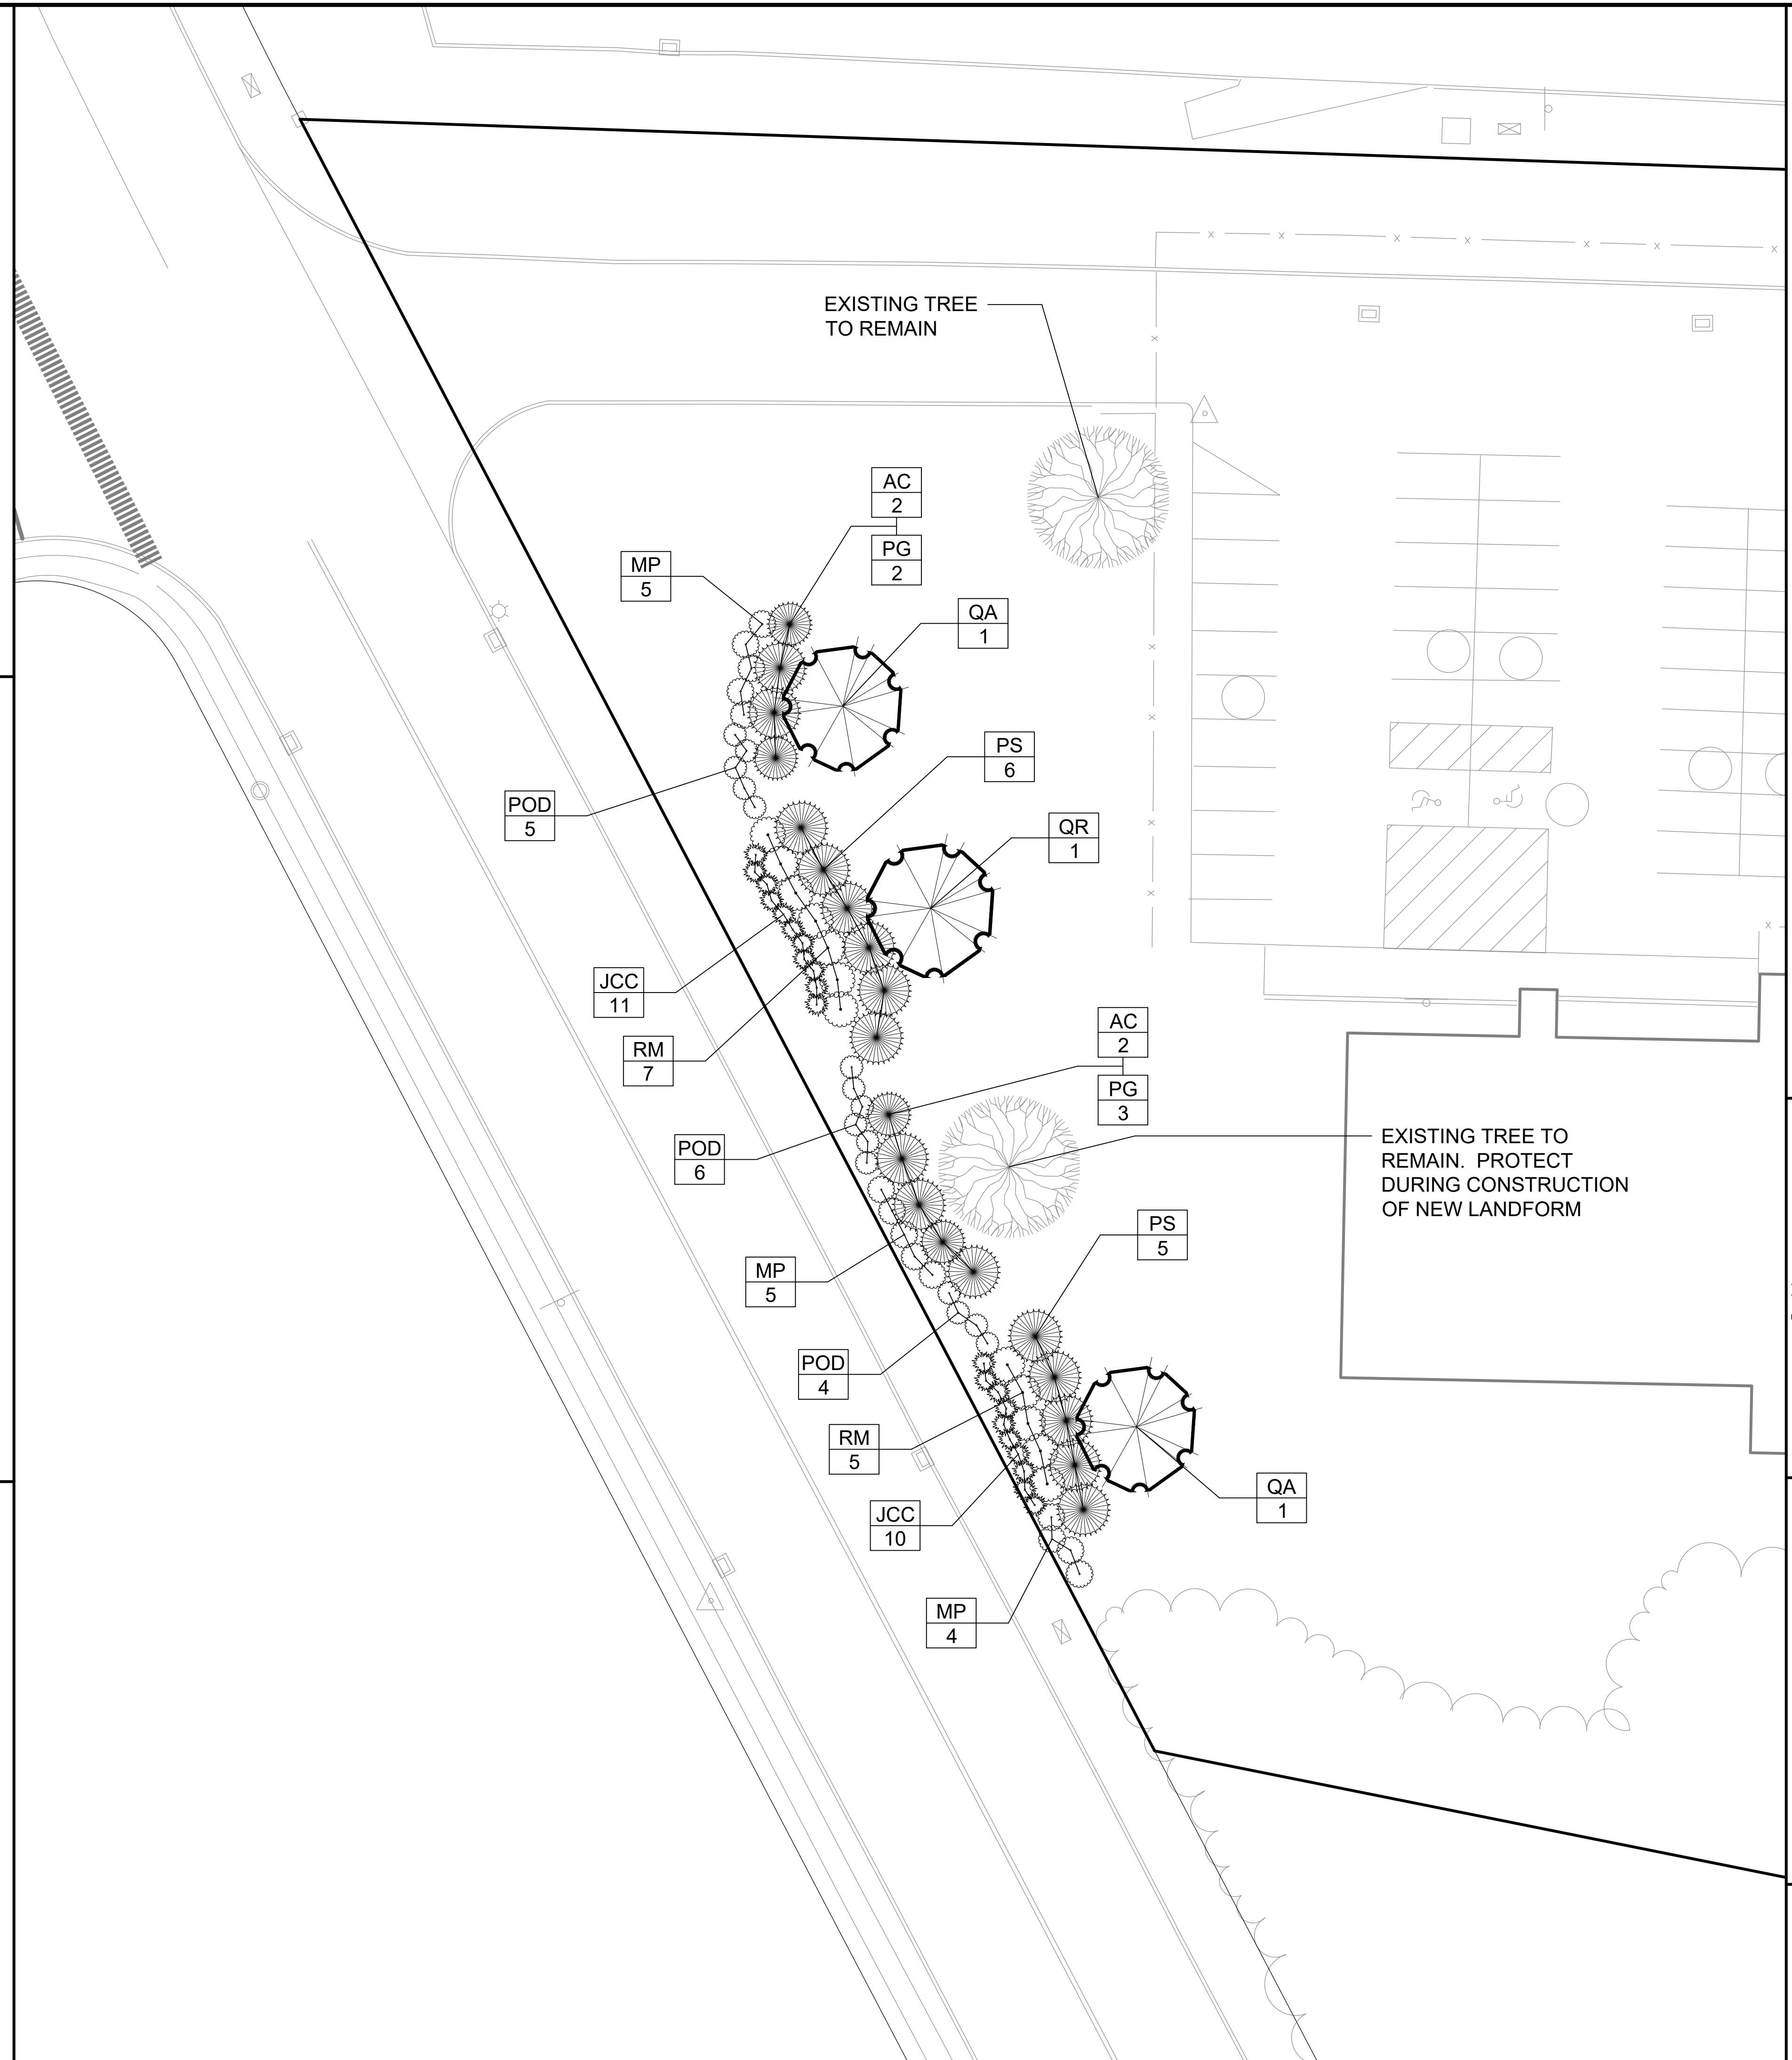 EXISTING TREE
TO REMAIN
AC
2
PG
2
MP
5
QA
1
PS
6
POD
5
QR
1
JCC
11
RM
7
AC
2
PG
3
POD
6
EXISTING TREE TO
REMAIN. PROTECT
DURING CONSTRUCTION
OF NEW LANDFORM
PS
5
MP
5
POD
4
RM
5
QA
1
JCC
10
MP
4